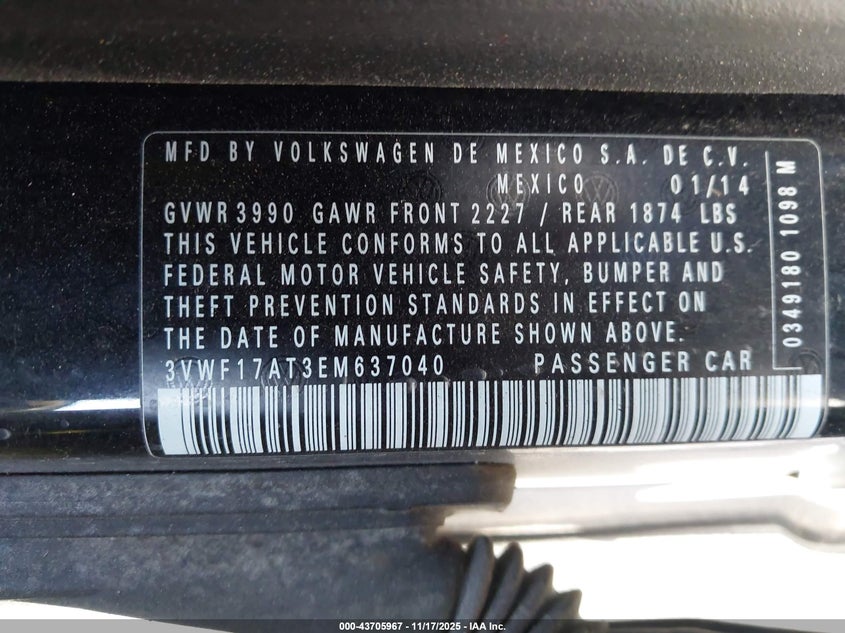 MFD BY VOLKSWAGEN DE MEXICO S.A. DE C.V.
MEXICO 01/14
GVWR 3990 GAWR FRONT 2227 / REAR 1874 LBS
THIS VEHICLE CONFORMS TO ALL APPLICABLE U.S.
FEDERAL MOTOR VEHICLE SAFETY, BUMPER AND
THEFT PREVENTION STANDARDS IN EFFECT ON
THE DATE OF MANUFACTURE SHOWN ABOVE.
3VWF17AT3EM637040 PASSENGER CAR
0349180 1098 M
000-43705967 - 11/17/2025 - IAA Inc.